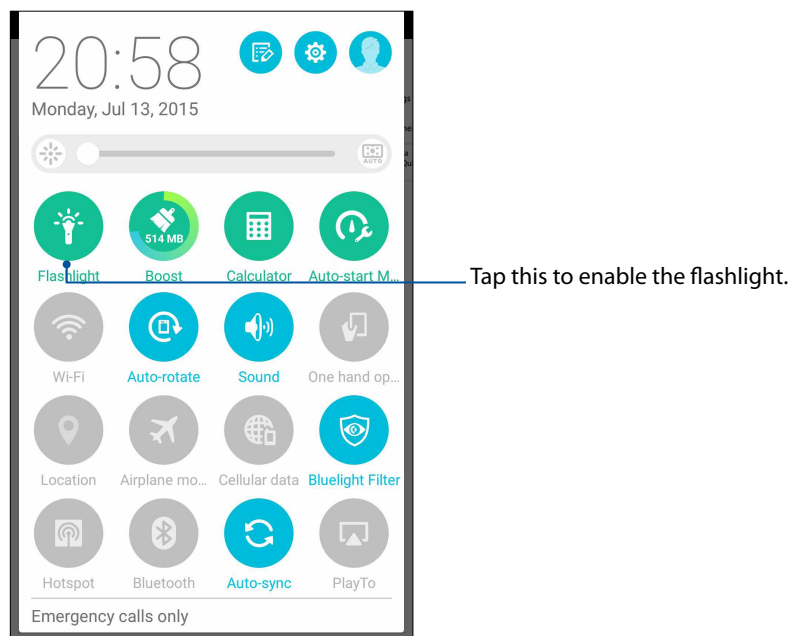 20:58
Monday, Jul 13, 2015
AUTO
514 MB
Flashlight Boost Calculator Auto-start M...
Tap this to enable the flashlight.
Wi-Fi Auto-rotate Sound One hand op...
Location Airplane mo... Cellular data Bluelight Filter
Hotspot Bluetooth Auto-sync PlayTo
Emergency calls only